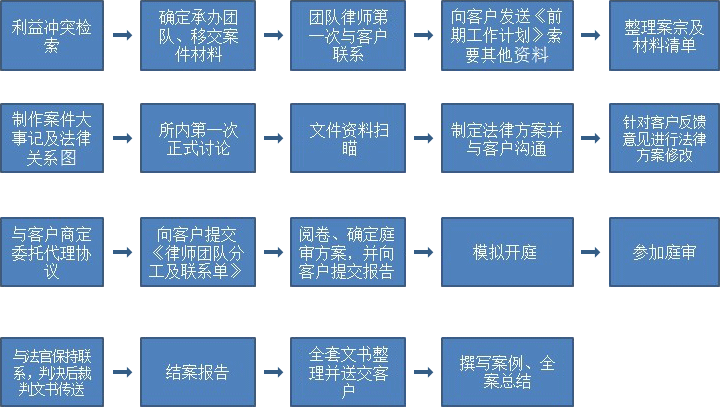 利益冲突检
索
确定承办团
队、移交案
件材料
团队律师第
一次与客户
联系
向客户发送《前
期工作计划》索
要其他资料
整理案宗及
材料清单
制作案件大
事记及法律
关系图
所内第一次
正式讨论
文件资料扫
瞄
制定法律方案并
与客户沟通
针对客户反馈
意见进行法律
方案修改
与客户商定
委托代理协
议
向客户提交
《律师团队分
工及联系单》
阅卷、确定庭
审方案，并向
客户提交报告
模拟开庭
参加庭审
与法官保持联
系，判决后裁
判文书传送
结案报告
全套文书整
理并送交客
户
撰写案例、全
案总结